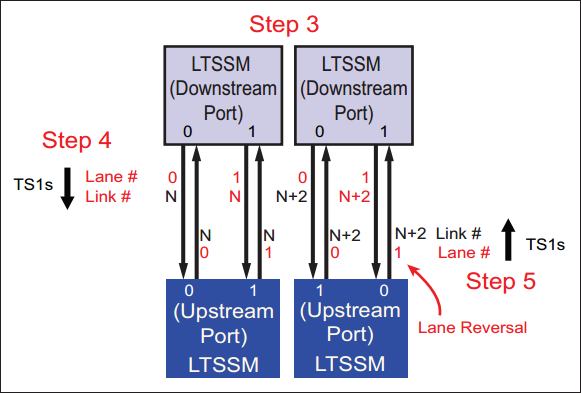 Step 3
LTSSM
(Downstream
Port)
0 1
LTSSM
(Downstream
Port)
0 1
Step 4
TS1s
Lane # 0 1 0 1
Link # N N N+2 N+2
N N N+2 N+2 Link #
0 1 0 1 Lane #
TS1s
Step 5
0 1
(Upstream
Port)
LTSSM
1 0
(Upstream
Port)
LTSSM
Lane Reversal